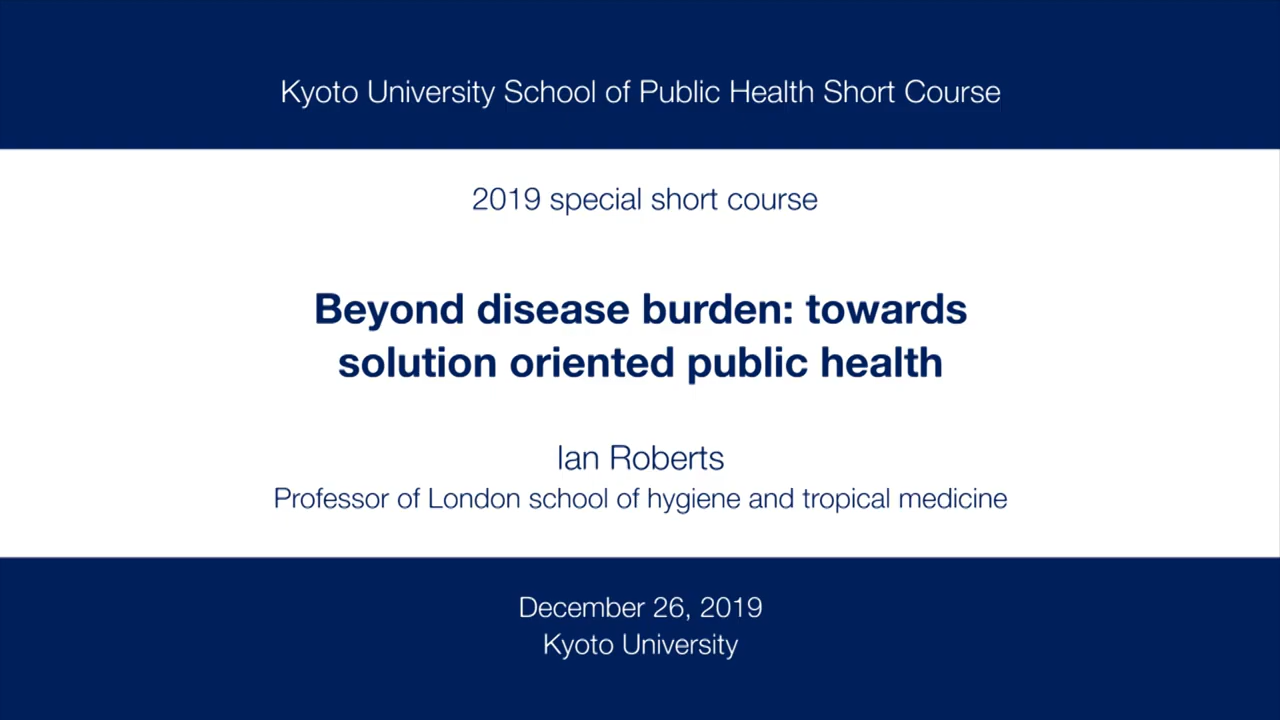 Kyoto University School of Public Health Short Course
2019 special short course
Beyond disease burden: towards
solution oriented public health
Ian Roberts
Professor of London school of hygiene and tropical medicine
December 26, 2019
Kyoto University